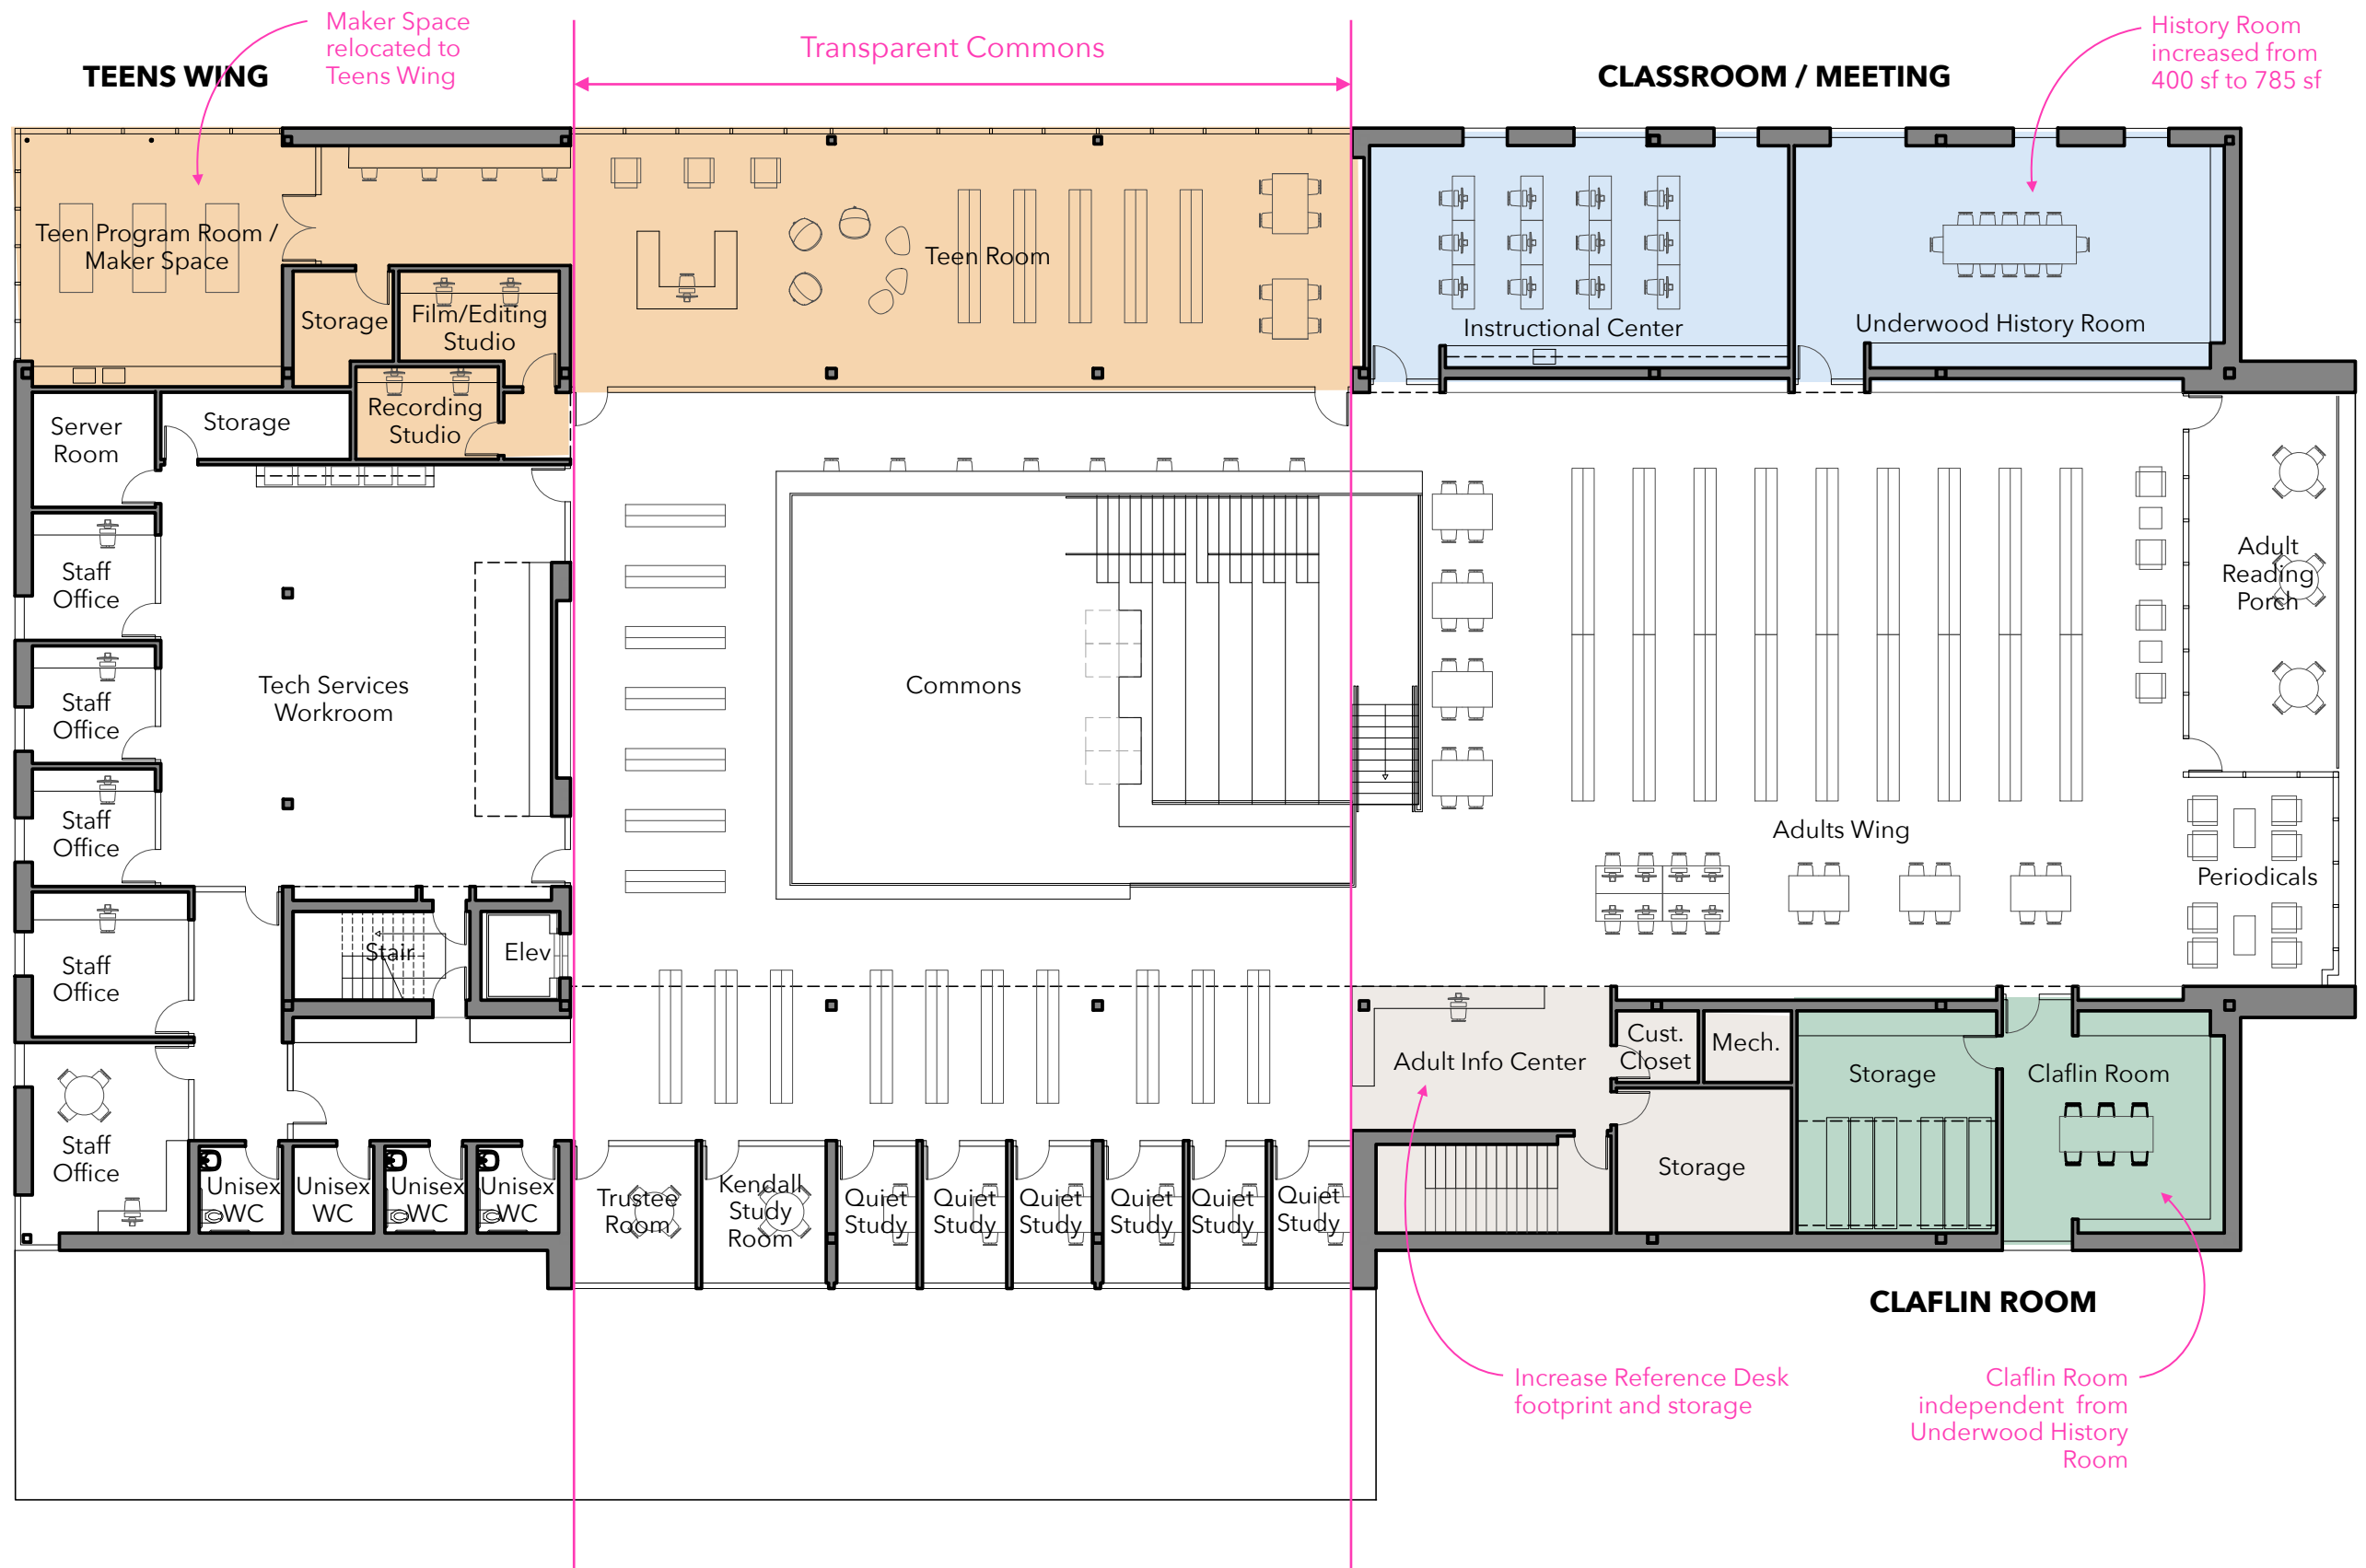 Maker Space
relocated to
Teens Wing
Transparent Commons
History Room
increased from
400 sf to 785 sf
TEENS WING
CLASSROOM / MEETING
Teen Program Room /
Maker Space
Teen Room
Storage
Film/Editing
Studio
Instructional Center
Underwood History Room
Recording
Studio
Server
Room
Storage
Staff
Office
Adult
Reading
Porch
Staff
Office
Tech Services
Workroom
Commons
Staff
Office
Adults Wing
Periodicals
Staff
Office
Stair
Elev
Adult Info Center
Cust.
Closet
Mech.
Storage
Claflin Room
Staff
Office
Unisex
WC
Unisex
WC
Unisex
WC
Unisex
WC
Trustee
Room
Kendall
Study
Room
Quiet
Study
Quiet
Study
Quiet
Study
Quiet
Study
Quiet
Study
Quiet
Study
Storage
CLAFLIN ROOM
Increase Reference Desk
footprint and storage
Claflin Room
independent from
Underwood History
Room